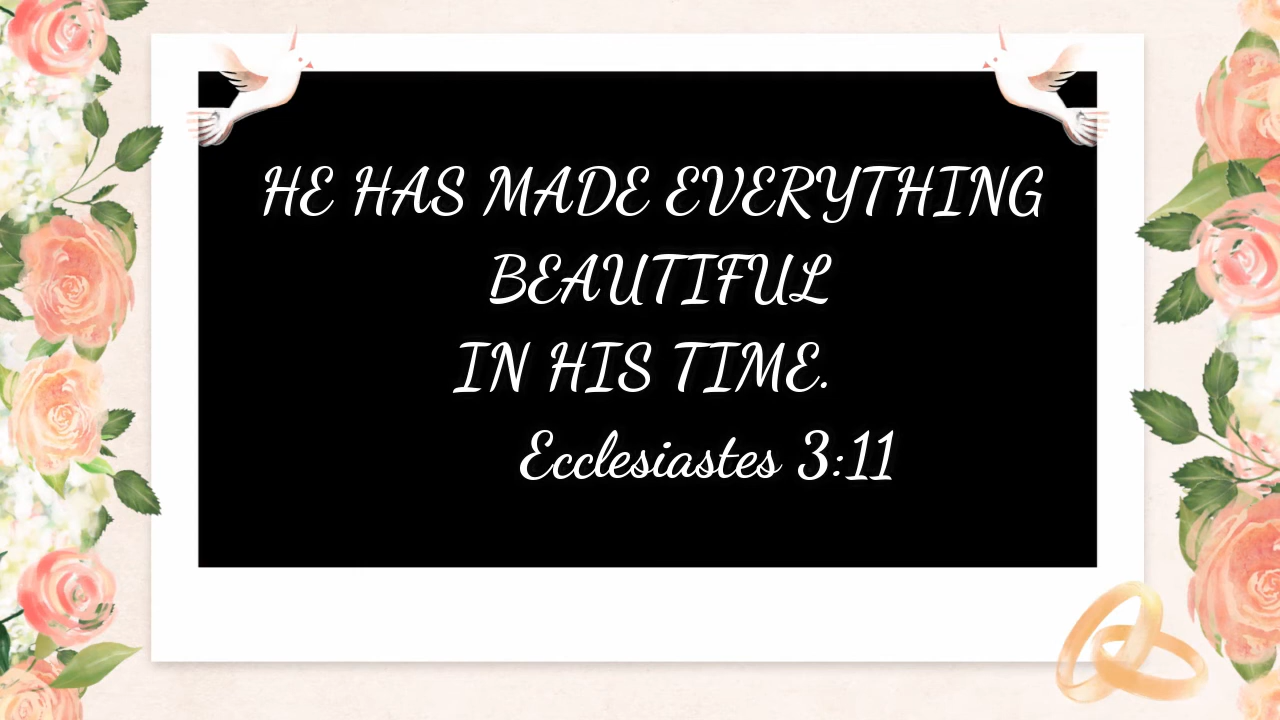 HE HAS MADE EVERYTHING
BEAUTIFUL
IN HIS TIME.
Ecclesiastes 3:11